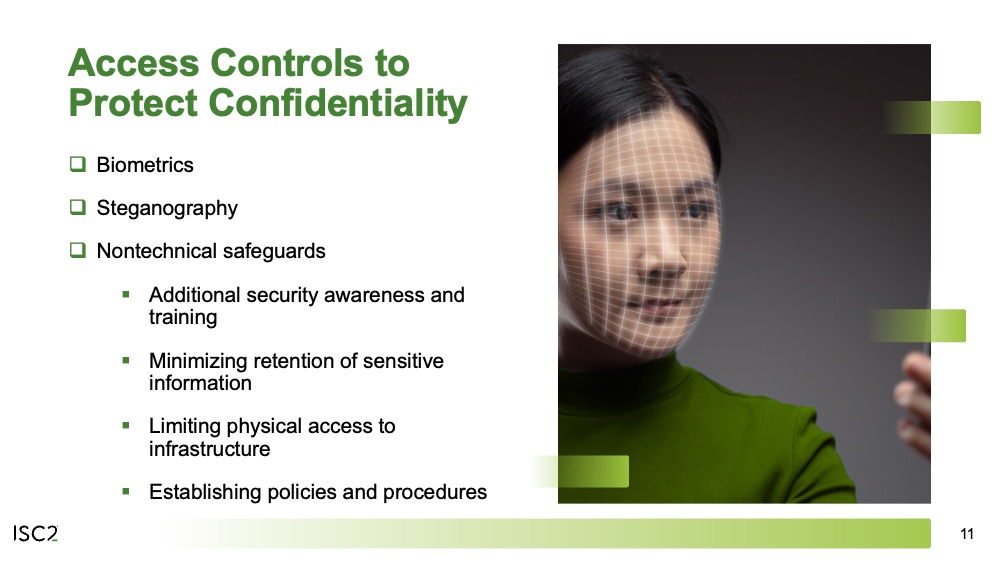 Access Controls to
Protect Confidentiality
❑ Biometrics
❑ Steganography
❑ Nontechnical safeguards
▪ Additional security awareness and
training
▪ Minimizing retention of sensitive
information
▪ Limiting physical access to
infrastructure
▪ Establishing policies and procedures
ISC2
11